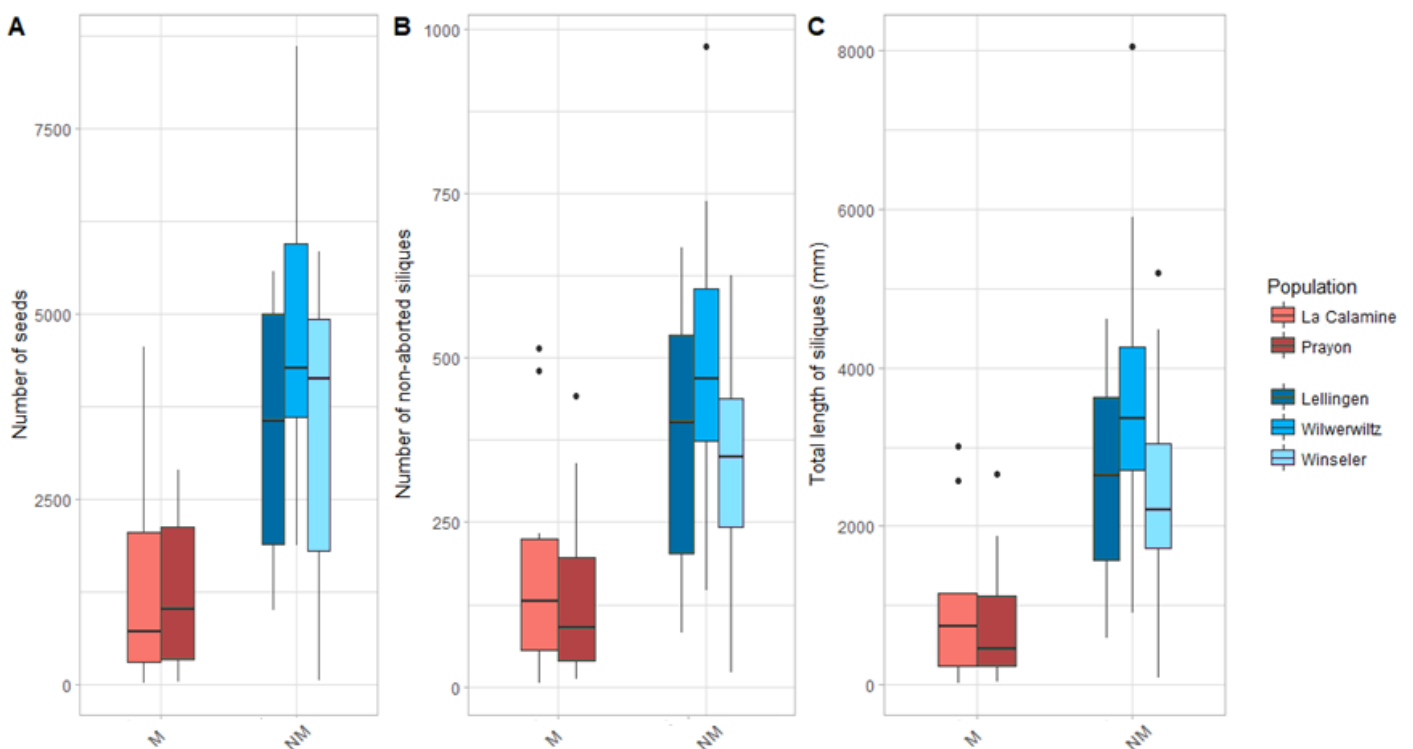 A
Number of seeds
7500
5000
2500
0
M
NM
B
Number of non-aborted siliques
1000
750
500
250
0
M
NM
C
Total length of siliques (mm)
8000
6000
4000
2000
0
M
NM
Population
La Calamine
Prayon
Lellingen
Wilwerwiltz
Winseler